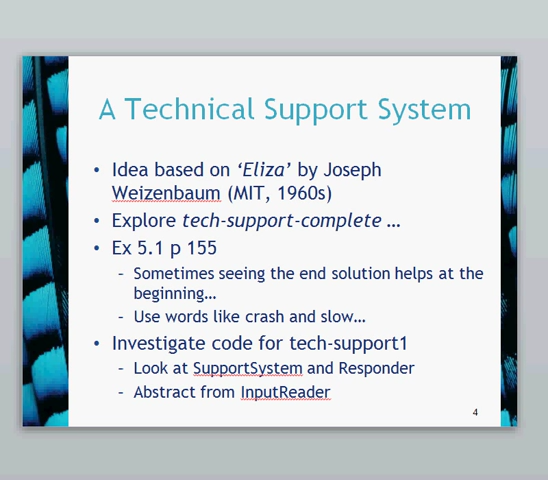 A Technical Support System
• Idea based on ‘Eliza’ by Joseph
Weizenbaum (MIT, 1960s)
• Explore tech-support-complete …
• Ex 5.1 p 155
– Sometimes seeing the end solution helps at the
beginning…
– Use words like crash and slow…
• Investigate code for tech-support1
– Look at SupportSystem and Responder
– Abstract from InputReader
4